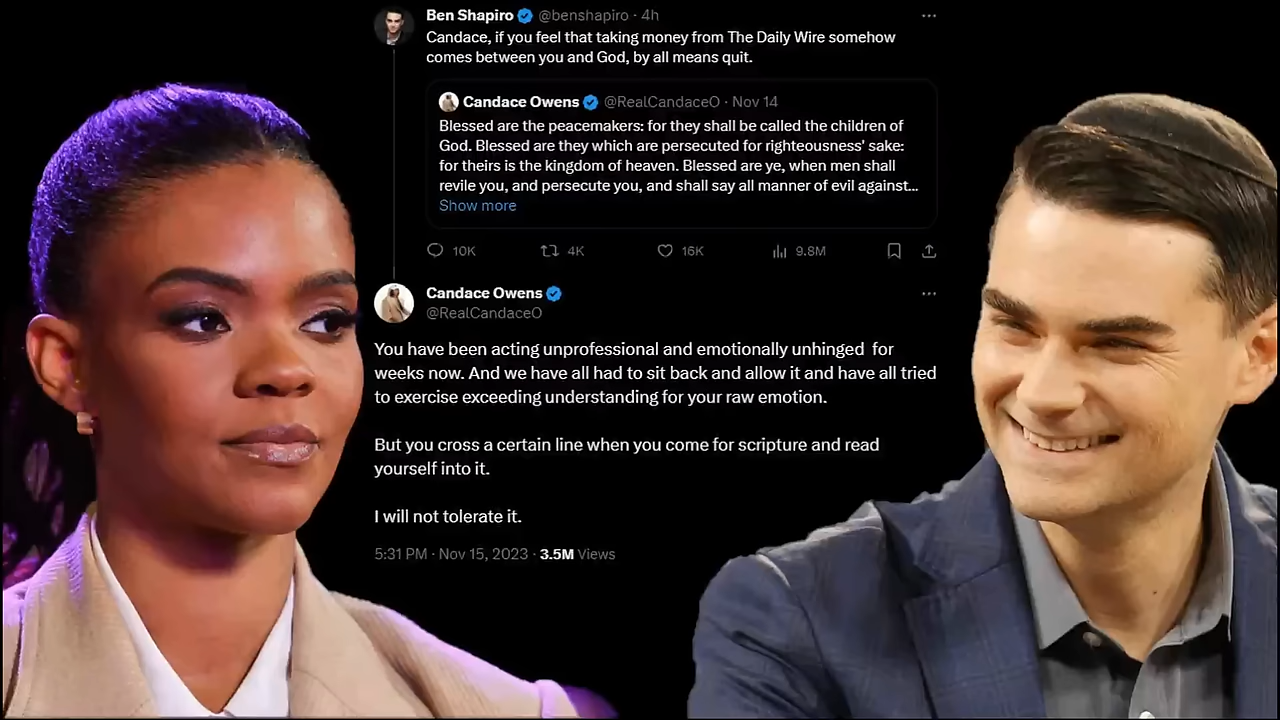 Ben Shapiro @benshapiro · 4h
Candace, if you feel that taking money from The Daily Wire somehow
comes between you and God, by all means quit.
Candace Owens @RealCandaceO · Nov 14
Blessed are the peacemakers: for they shall be called the children of
God. Blessed are they which are persecuted for righteousness' sake:
for theirs is the kingdom of heaven. Blessed are ye, when men shall
revile you, and persecute you, and shall say all manner of evil against...
Show more
10K 4K 16K 9.8M
Candace Owens
@RealCandaceO
You have been acting unprofessional and emotionally unhinged for
weeks now. And we have all had to sit back and allow it and have all tried
to exercise exceeding understanding for your raw emotion.
But you cross a certain line when you come for scripture and read
yourself into it.
I will not tolerate it.
5:31 PM · Nov 15, 2023 · 3.5M Views